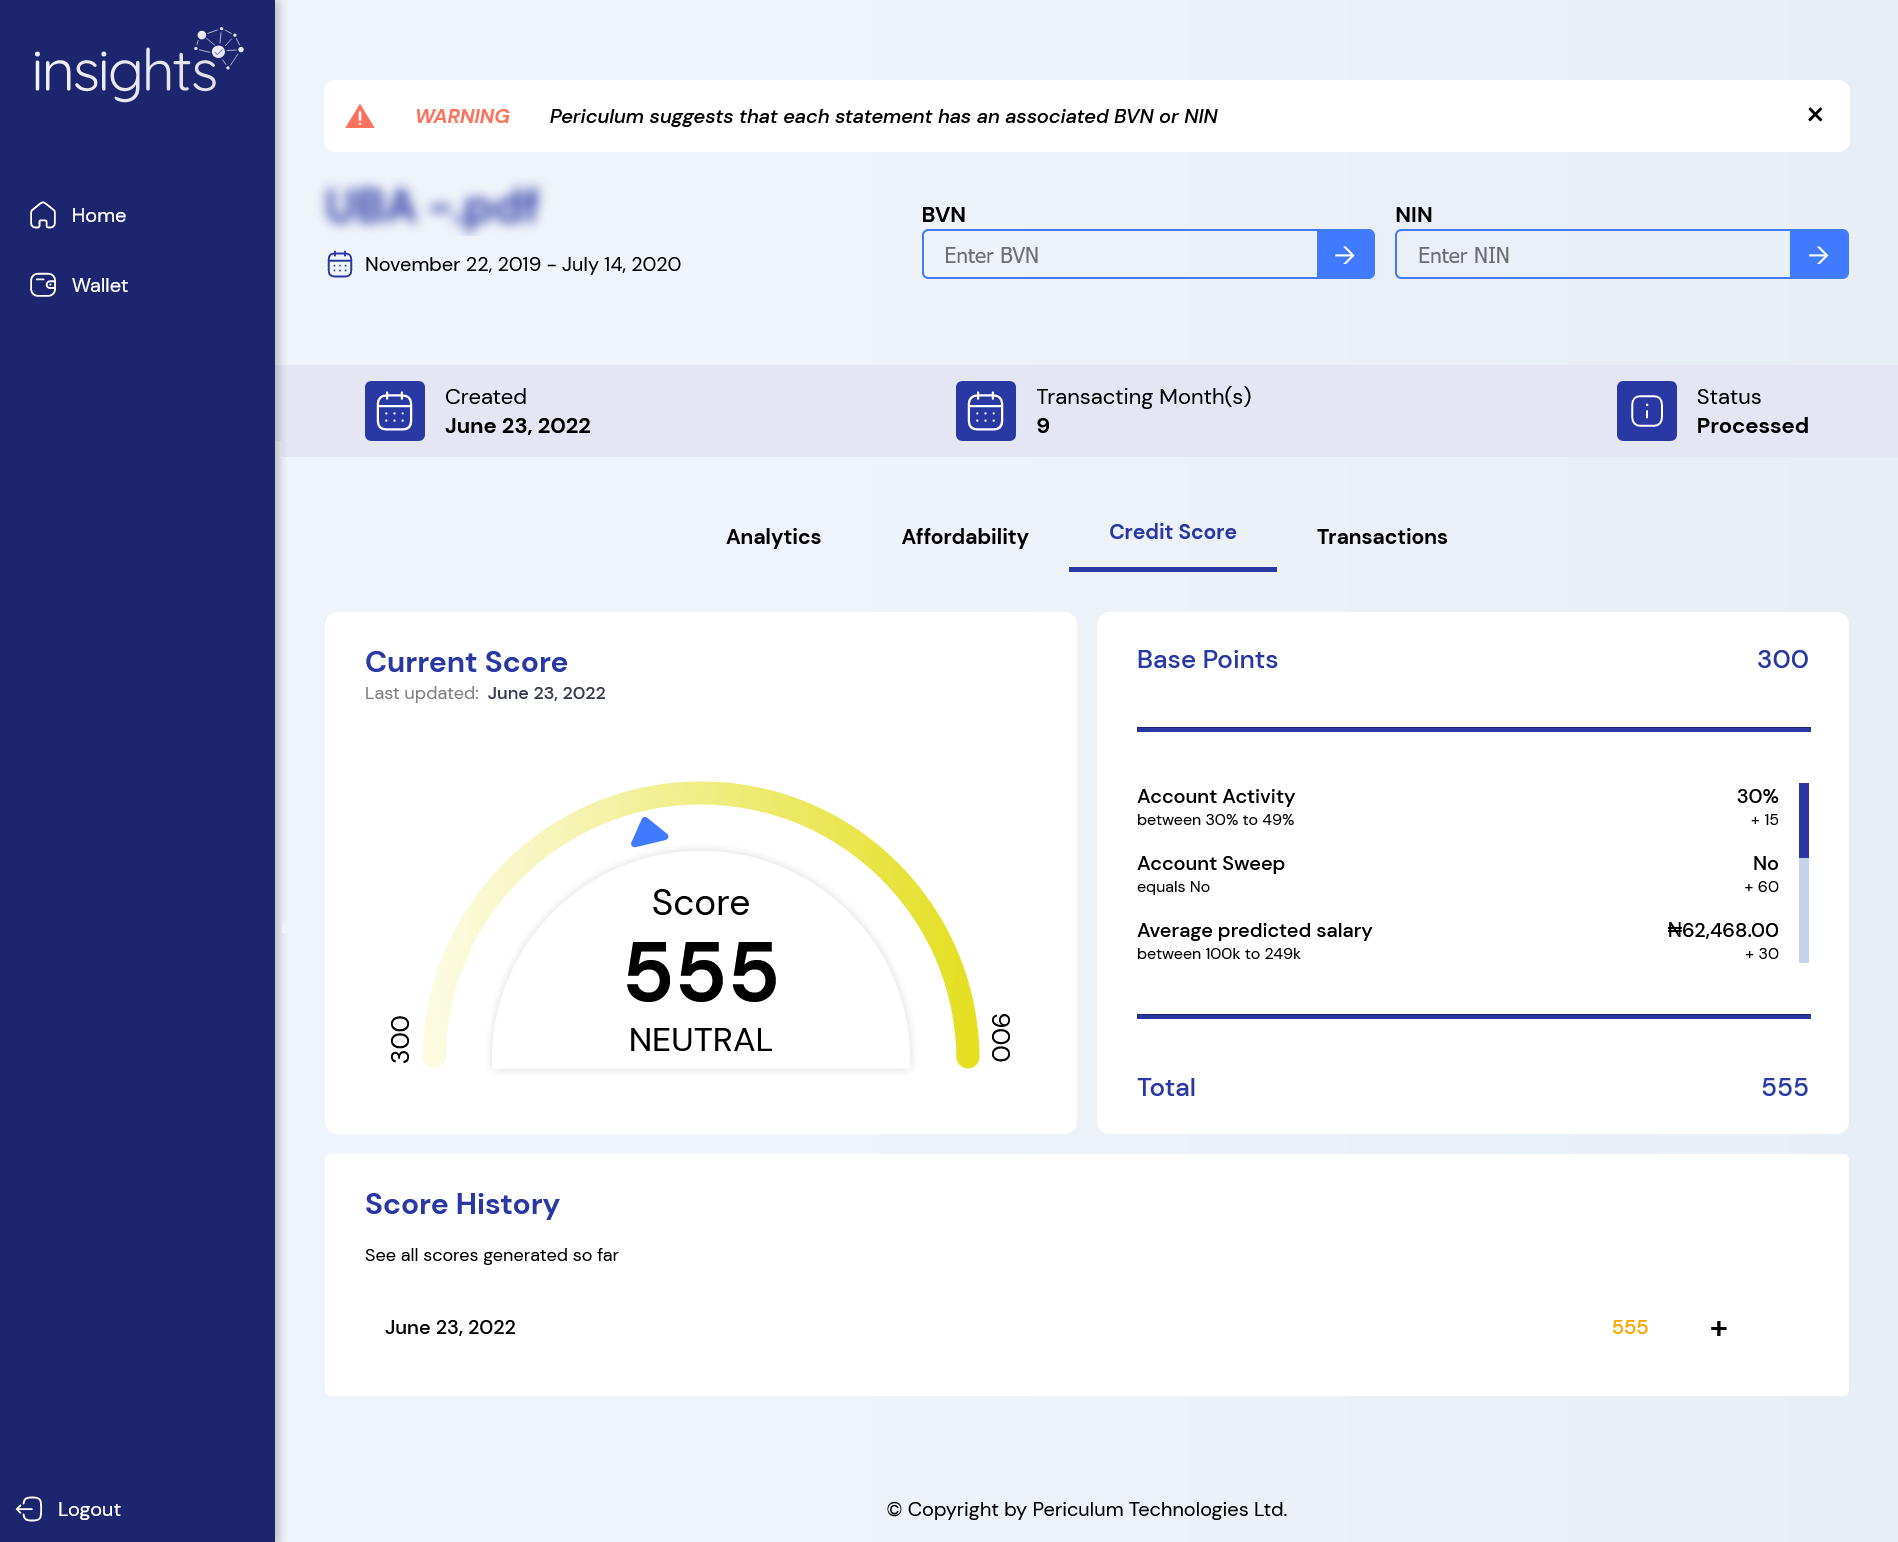 insights
Home
Wallet
Logout
WARNING Periculum suggests that each statement has an associated BVN or NIN ×
UBA -.pdf
November 22, 2019 - July 14, 2020
BVN
Enter BVN
NIN
Enter NIN
Created
June 23, 2022
Transacting Month(s)
9
Status
Processed
Analytics Affordability Credit Score Transactions
Current Score
Last updated: June 23, 2022
Score
555
NEUTRAL
300
900
Base Points 300
Account Activity 30%
between 30% to 49% + 15
Account Sweep No
equals No + 60
Average predicted salary ₦62,468.00
between 100k to 249k + 30
Total 555
Score History
See all scores generated so far
June 23, 2022 555 +
© Copyright by Periculum Technologies Ltd.